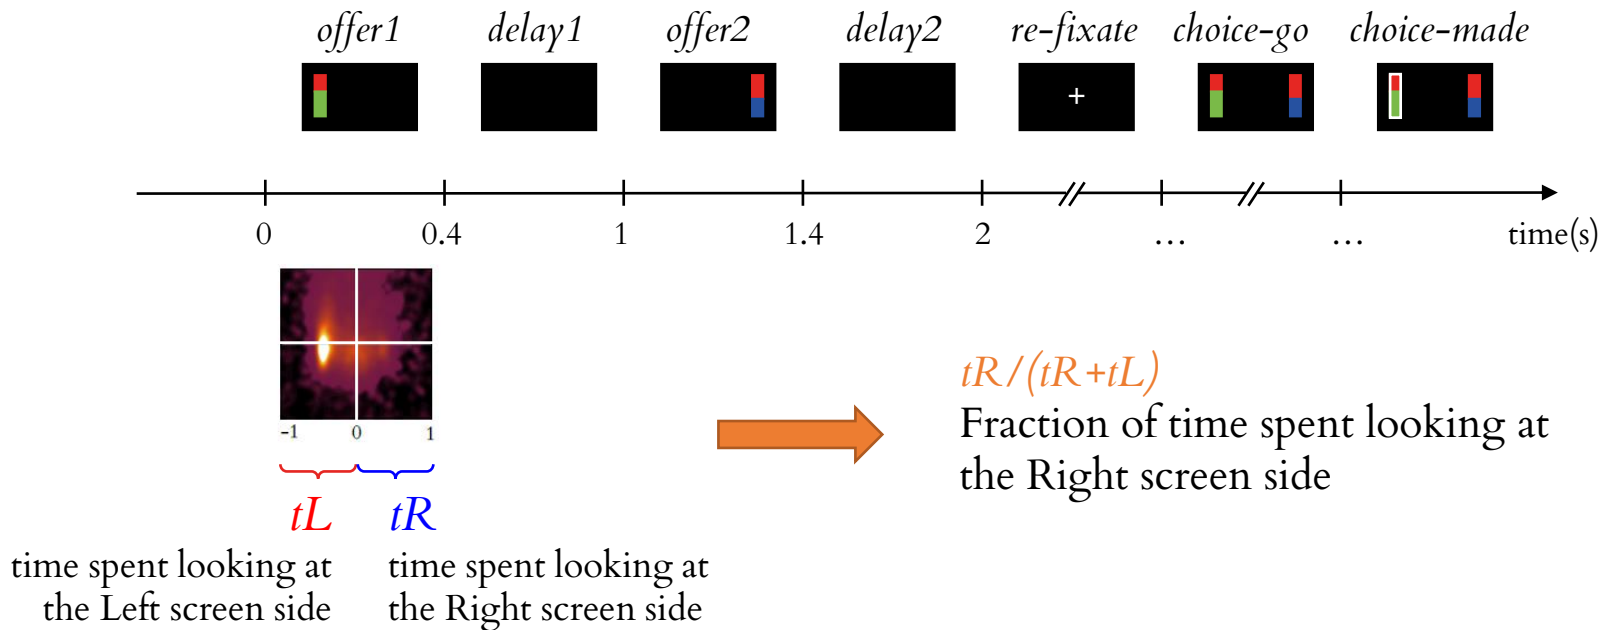 offer1 delay1 offer2 delay2 re-fixate choice-go choice-made
+
0 0.4 1 1.4 2 ... ... time(s)
-1 0 1
tL tR
time spent looking at
the Left screen side
time spent looking at
the Right screen side
tR/(tR+tL)
Fraction of time spent looking at
the Right screen side